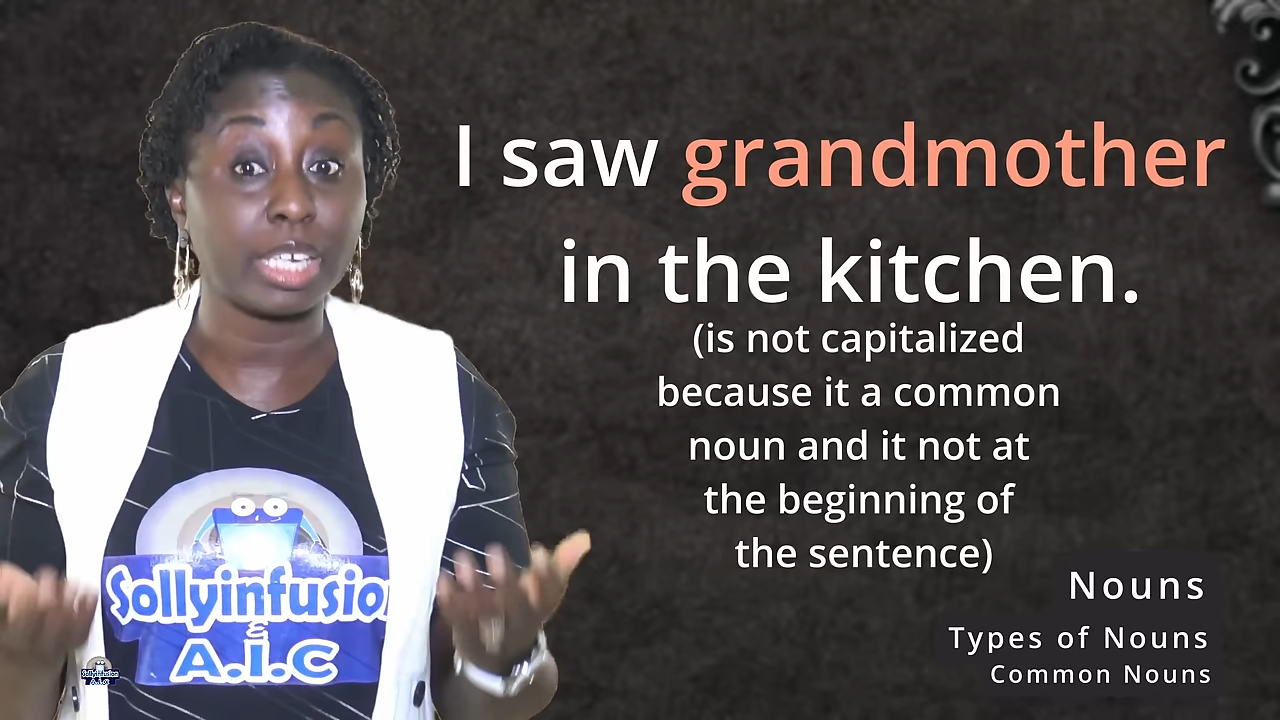 I saw grandmother
in the kitchen.
(is not capitalized
because it a common
noun and it not at
the beginning of
the sentence)
Nouns
Types of Nouns
Common Nouns
Sollyinfusio
&
A.I.C
Sollyinfusion
A.I.C